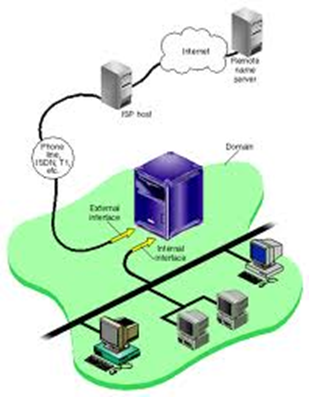 Internet
Remote
name
server
ISP host
Phone
line,
ISDN, T1,
etc.
Domain
External
interface
Internal
interface